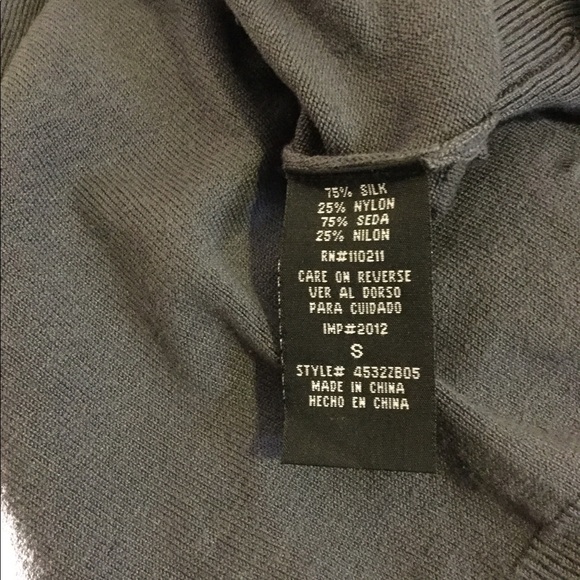 75% SILK
25% NYLON
75% SEDA
25% NILON
RN#110211
CARE ON REVERSE
VER AL DORSO
PARA CUIDADO
IMP#2012
S
STYLE# 4532ZB05
MADE IN CHINA
HECHO EN CHINA